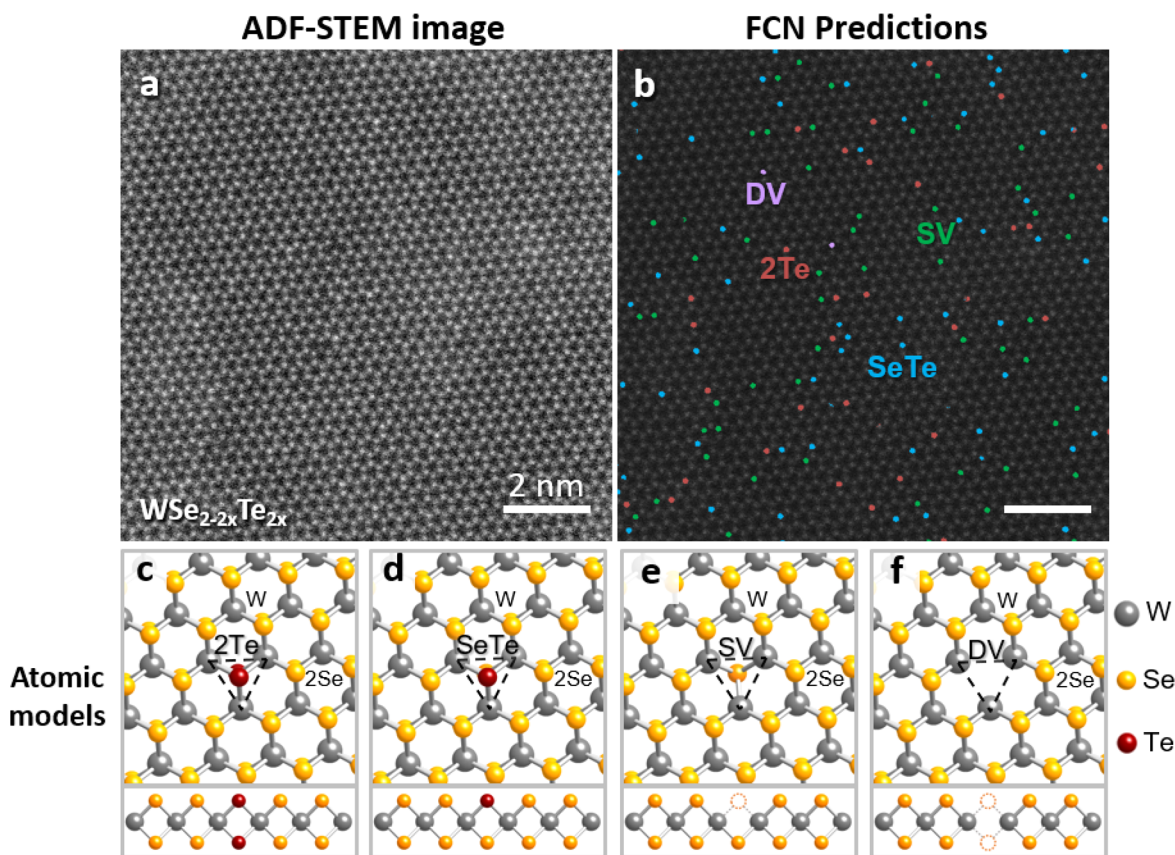 ADF-STEM image
FCN Predictions
a
b
DV
SV
2Te
SeTe
2 nm
WSe2-2xTe2x
c
d
e
f
W
W
W
W
2Te
SeTe
SV
DV
2Se
2Se
2Se
2Se
Atomic
models
W
Se
Te